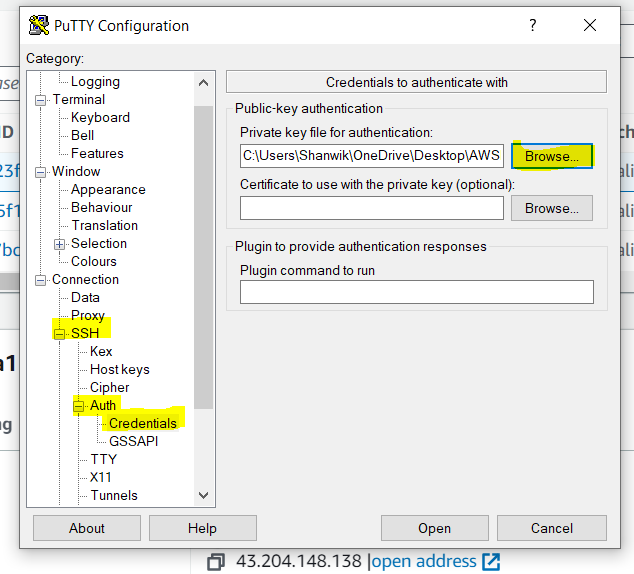 PuTTY Configuration
?
Category:
Logging
Terminal
Keyboard
Bell
Features
Window
Appearance
Behaviour
Translation
Selection
Colours
Connection
Data
Proxy
SSH
Kex
Host keys
Cipher
Auth
Credentials
GSSAPI
TTY
X11
Tunnels
Credentials to authenticate with
Public-key authentication
Private key file for authentication:
C:\Users\Shanwik\OneDrive\Desktop\AWS
Browse...
Certificate to use with the private key (optional):
Browse...
Plugin to provide authentication responses
Plugin command to run
About
Help
Open
Cancel
43.204.148.138 |open address